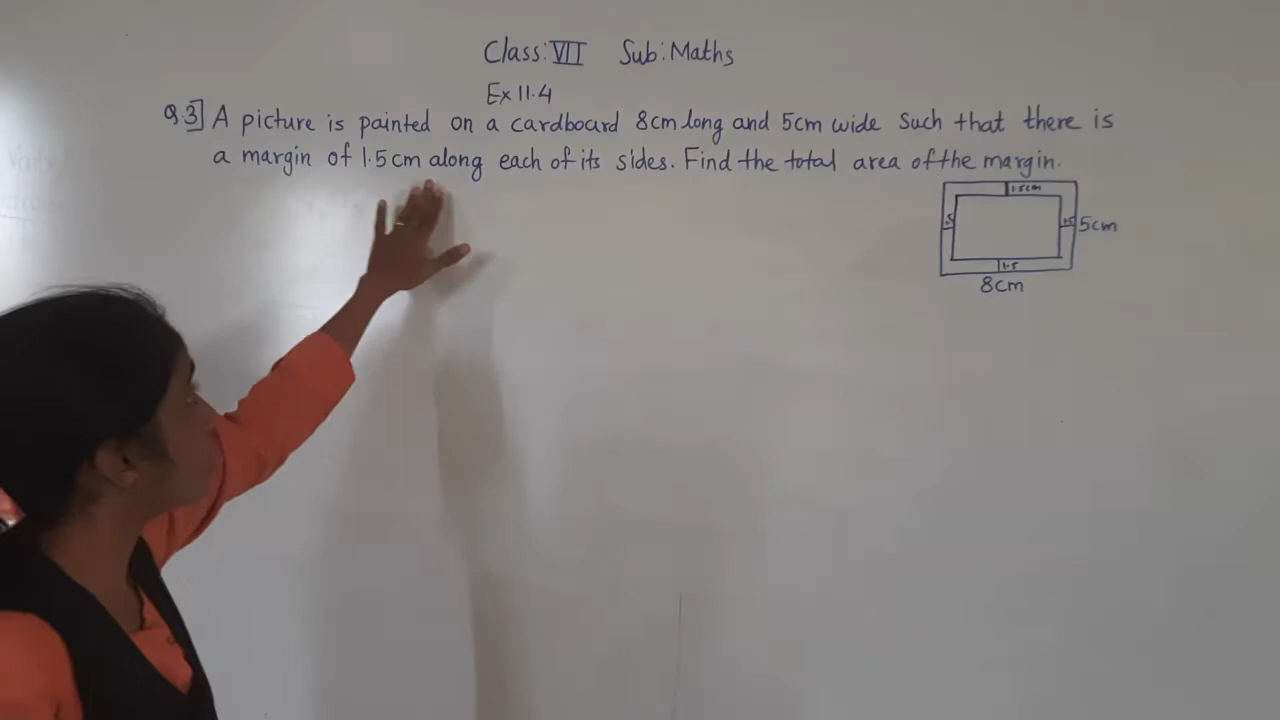 Class: VII Sub: Maths
Ex 11.4
Q.3] A picture is painted on a cardboard 8cm long and 5cm wide Such that there is
a margin of 1.5cm along each of its sides. Find the total area of the margin.
1.5cm
1.5 1.5 5cm
1.5
8cm